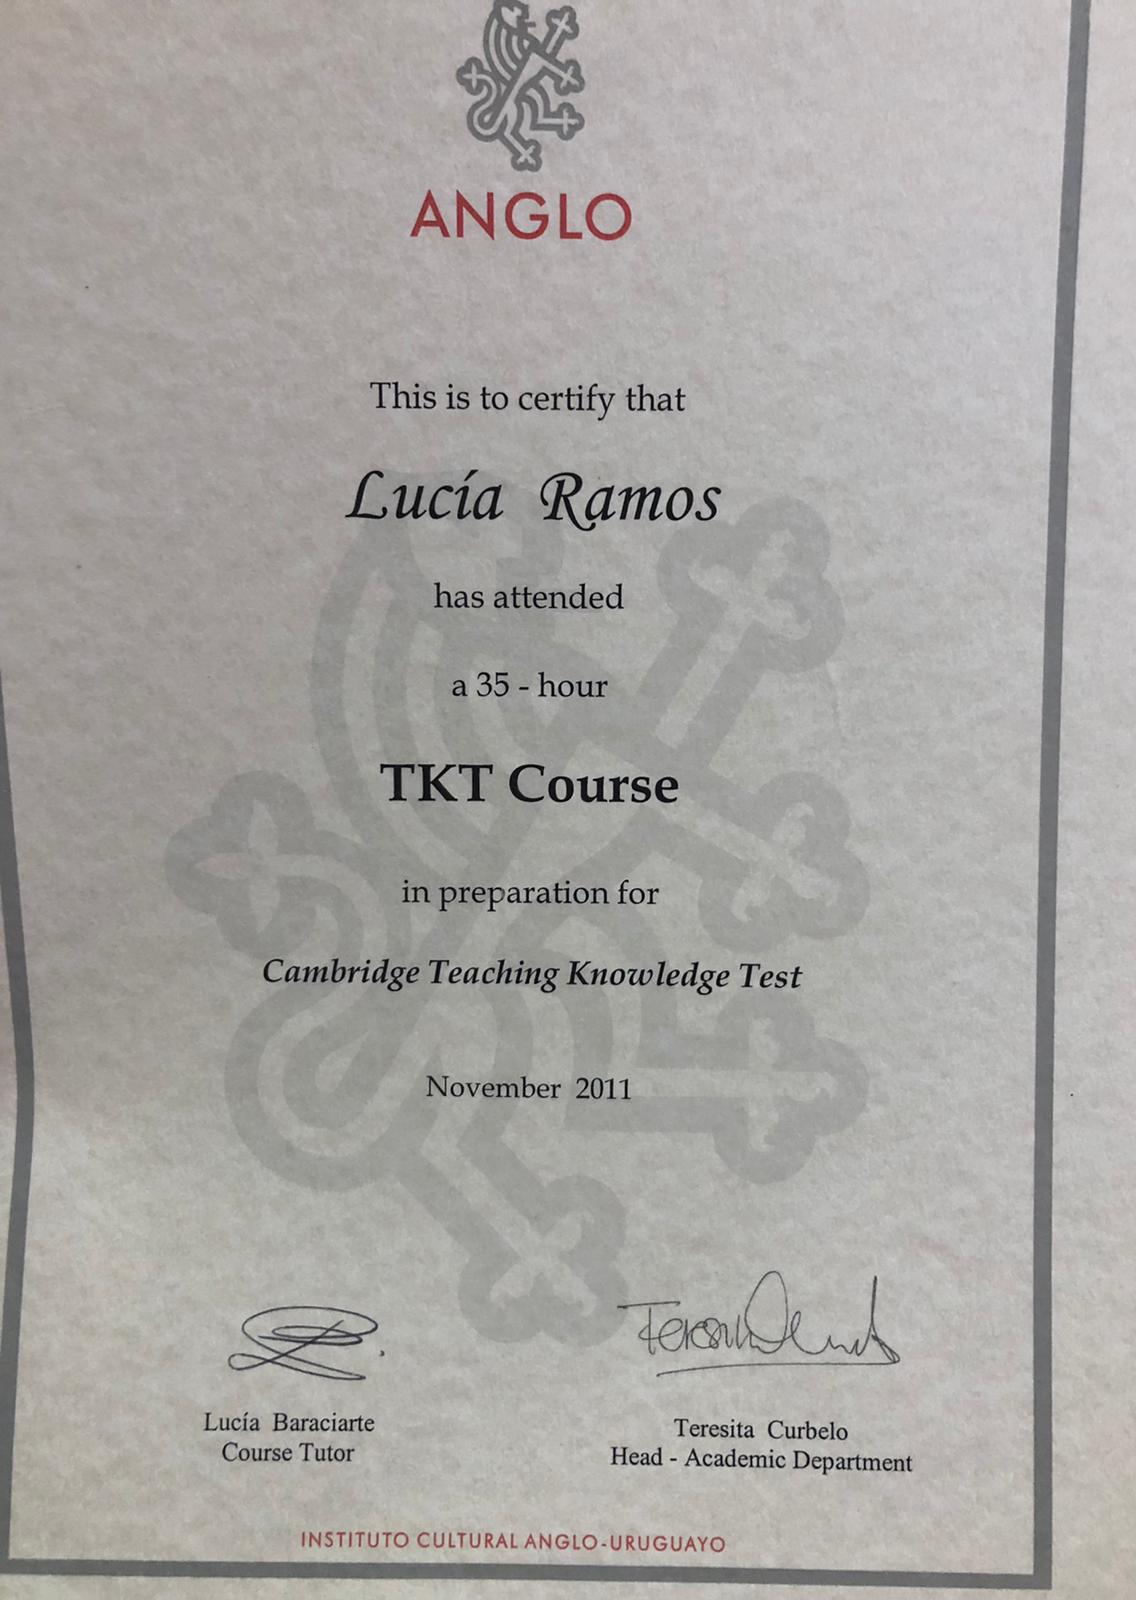 ANGLO
This is to certify that
Lucía Ramos
has attended
a 35 - hour
TKT Course
in preparation for
Cambridge Teaching Knowledge Test
November 2011
Lucía Baraciarte
Course Tutor
Teresita Curbelo
Head - Academic Department
INSTITUTO CULTURAL ANGLO-URUGUAYO